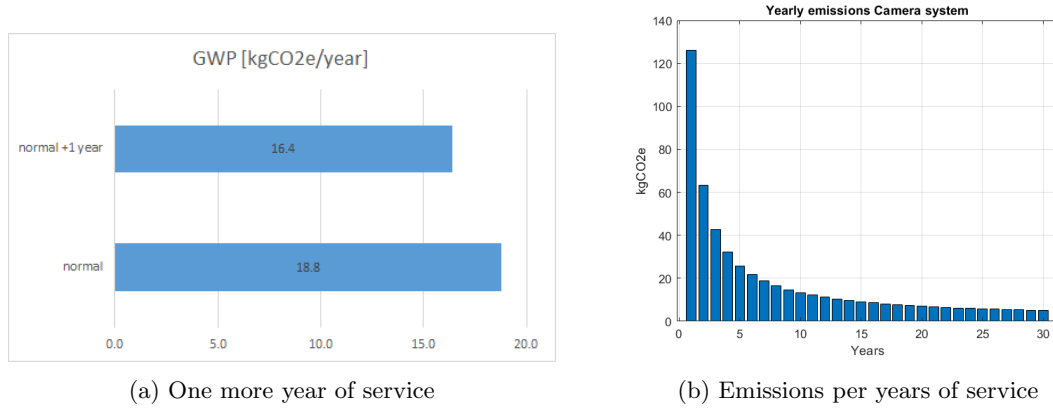 GWP [kgCO2e/year]
normal +1 year
16.4
normal
18.8
0.0 5.0 10.0 15.0 20.0
(a) One more year of service
Yearly emissions Camera system
140
120
100
80
60
40
20
0
kgCO2e
0 5 10 15 20 25 30
Years
(b) Emissions per years of service